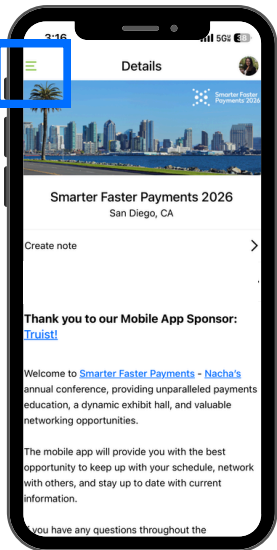 3:16
5G 38
Details
Smarter Faster
Payments 2026
Smarter Faster Payments 2026
San Diego, CA
Create note
Thank you to our Mobile App Sponsor:
Truist!
Welcome to Smarter Faster Payments - Nacha's
annual conference, providing unparalleled payments
education, a dynamic exhibit hall, and valuable
networking opportunities.
The mobile app will provide you with the best
opportunity to keep up with your schedule, network
with others, and stay up to date with current
information.
you have any questions throughout the